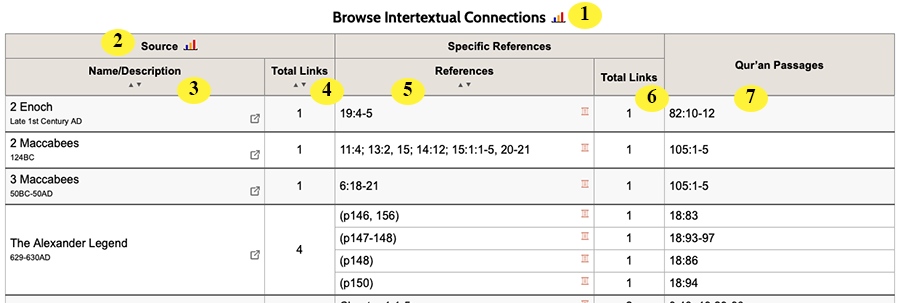 Browse Intertextual Connections 1
2 Source Specific References Qur'an Passages
Name/Description Total Links References Total Links
3 4 5 6 7
2 Enoch 1 19:4-5 1 82:10-12
Late 1st Century AD
2 Maccabees 1 11:4; 13:2, 15; 14:12; 15:1:1-5, 20-21 1 105:1-5
124BC
3 Maccabees 1 6:18-21 1 105:1-5
50BC-50AD
The Alexander Legend 4
629-630AD
(p146, 156) 1 18:83
(p147-148) 1 18:93-97
(p148) 1 18:86
(p150) 1 18:94